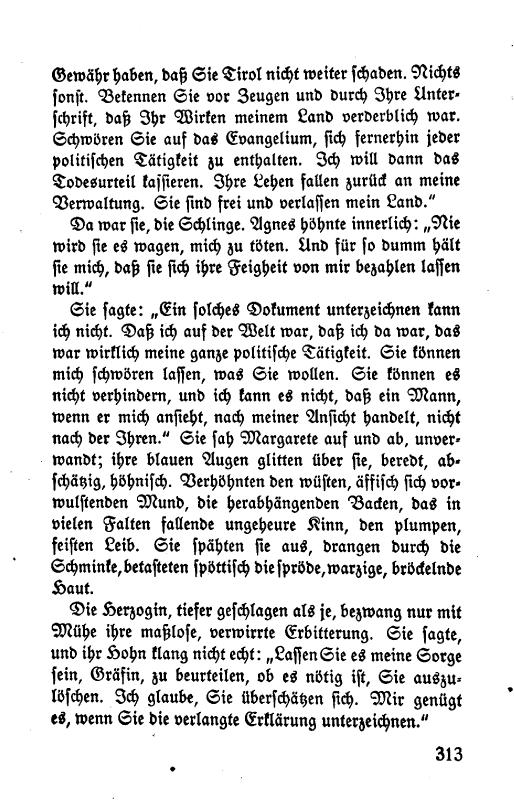 Gewähr haben, daß Sie Tirol nicht weiter schaden. Nichts
sonst. Bekennen Sie vor Zeugen und durch Ihre Unter-
schrift, daß Ihr Wirken meinem Land verderblich war.
Schwören Sie auf das Evangelium, sich fernerhin jeder
politischen Tätigkeit zu enthalten. Ich will dann das
Todesurteil kassieren. Ihre Lehen fallen zurück an meine
Verwaltung. Sie sind frei und verlassen mein Land.“
Da war sie, die Schlinge. Agnes höhnte innerlich: „Nie
wird sie es wagen, mich zu töten. Und für so dumm hält
sie mich, daß sie sich ihre Feigheit von mir bezahlen lassen
will.“
Sie sagte: „Ein solches Dokument unterzeichnen kann
ich nicht. Daß ich auf der Welt war, daß ich da war, das
war wirklich meine ganze politische Tätigkeit. Sie können
mich schwören lassen, was Sie wollen. Sie können es
nicht verhindern, und ich kann es nicht, daß ein Mann,
wenn er mich ansieht, nach meiner Ansicht handelt, nicht
nach der Ihren.“ Sie sah Margarete auf und ab, unver-
wandt; ihre blauen Augen glitten über sie, beredt, ab-
schätzig, höhnisch. Verhöhnten den wüsten, äffisch sich vor-
wulstenden Mund, die herabhängenden Backen, das in
vielen Falten fallende ungeheure Kinn, den plumpen,
feisten Leib. Sie spähten sie aus, drangen durch die
Schminke, betasteten spöttisch die spröde, warzige, bröckelnde
Haut.
Die Herzogin, tiefer geschlagen als je, bezwang nur mit
Mühe ihre maßlose, verwirrte Erbitterung. Sie sagte,
und ihr Hohn klang nicht echt: „Lassen Sie es meine Sorge
sein, Gräfin, zu beurteilen, ob es nötig ist, Sie auszu-
löschen. Ich glaube, Sie überschätzen sich. Mir genügt
es, wenn Sie die verlangte Erklärung unterzeichnen.“
313